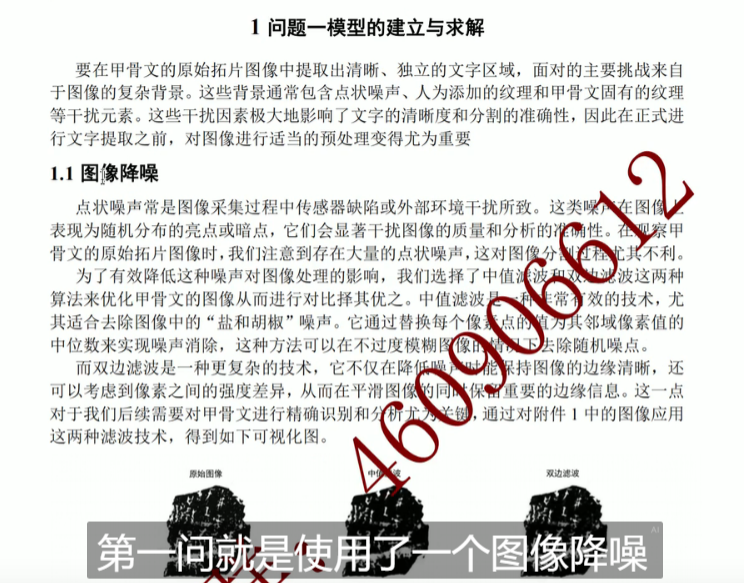 1 问题一模型的建立与求解
要在甲骨文的原始拓片图像中提取出清晰、独立的文字区域，面对的主要挑战来自
于图像的复杂背景。这些背景通常包含点状噪声、人为添加的纹理和甲骨文固有的纹理
等干扰元素。这些干扰因素极大地影响了文字的清晰度和分割的准确性，因此在正式进
行文字提取之前，对图像进行适当的预处理变得尤为重要
1.1 图像降噪
点状噪声常是图像采集过程中传感器缺陷或外部环境干扰所致。这类噪声在图像上
表现为随机分布的亮点或暗点，它们会显著干扰图像的质量和分析的准确性。在观察甲
骨文的原始拓片图像时，我们注意到存在大量的点状噪声，这对图像分割过程尤其不利。
为了有效降低这种噪声对图像处理的影响，我们选择了中值滤波和双边滤波这两种
算法来优化甲骨文的图像从而进行对比择其优之。中值滤波是一种非常有效的技术，尤
其适合去除图像中的“盐和胡椒”噪声。它通过替换每个像素点的值为其邻域像素值的
中位数来实现噪声消除，这种方法可以在不过度模糊图像的情况下去除随机噪点。
而双边滤波是一种更复杂的技术，它不仅在降低噪声时能保持图像的边缘清晰，还
可以考虑到像素之间的强度差异，从而在平滑图像的同时保留重要的边缘信息。这一点
对于我们后续需要对甲骨文进行精确识别和分析尤为关键，通过对附件 1 中的图像应用
这两种滤波技术，得到如下可视化图。
原始图像 中值滤波 双边滤波
460906612
AI
第一问就是使用了一个图像降噪